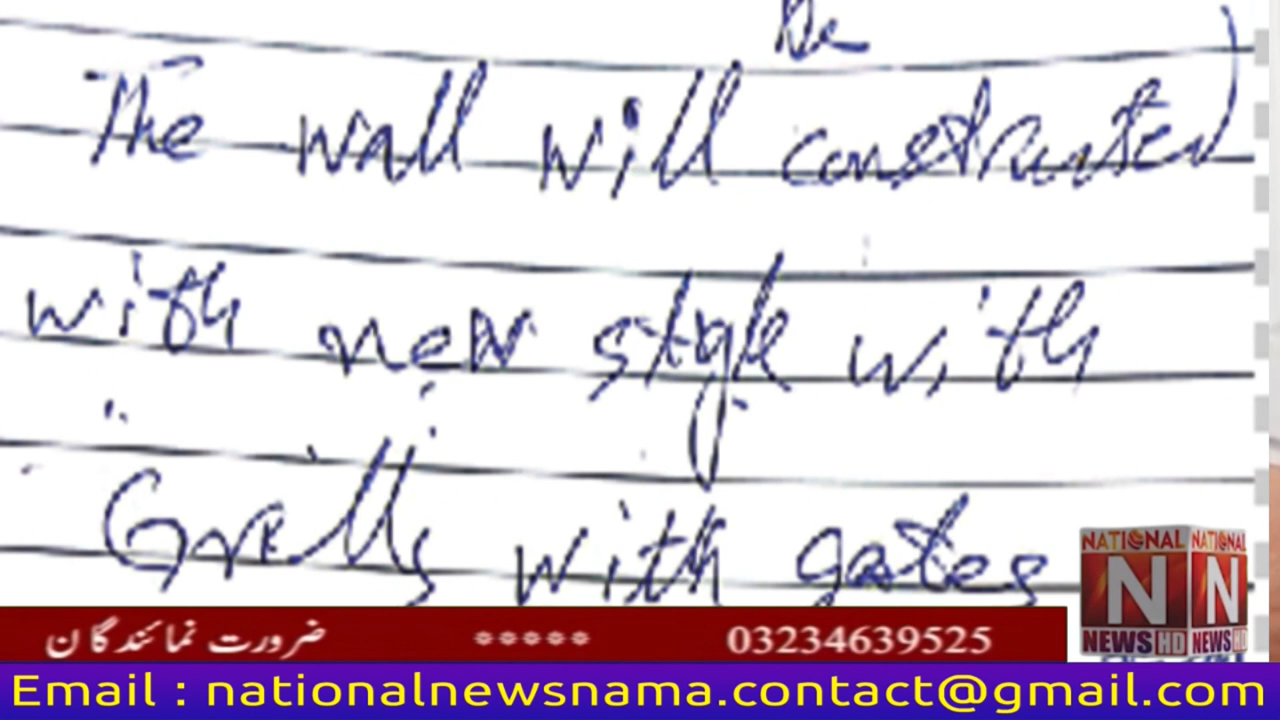 be
The wall will constructed
with new style with
Grills with gates
ضرورت نمائندگان ***** 03234639525
NATIONAL NATIONAL
N N
NEWS HD NEWS HD
Email : nationalnewsnama.contact@gmail.com